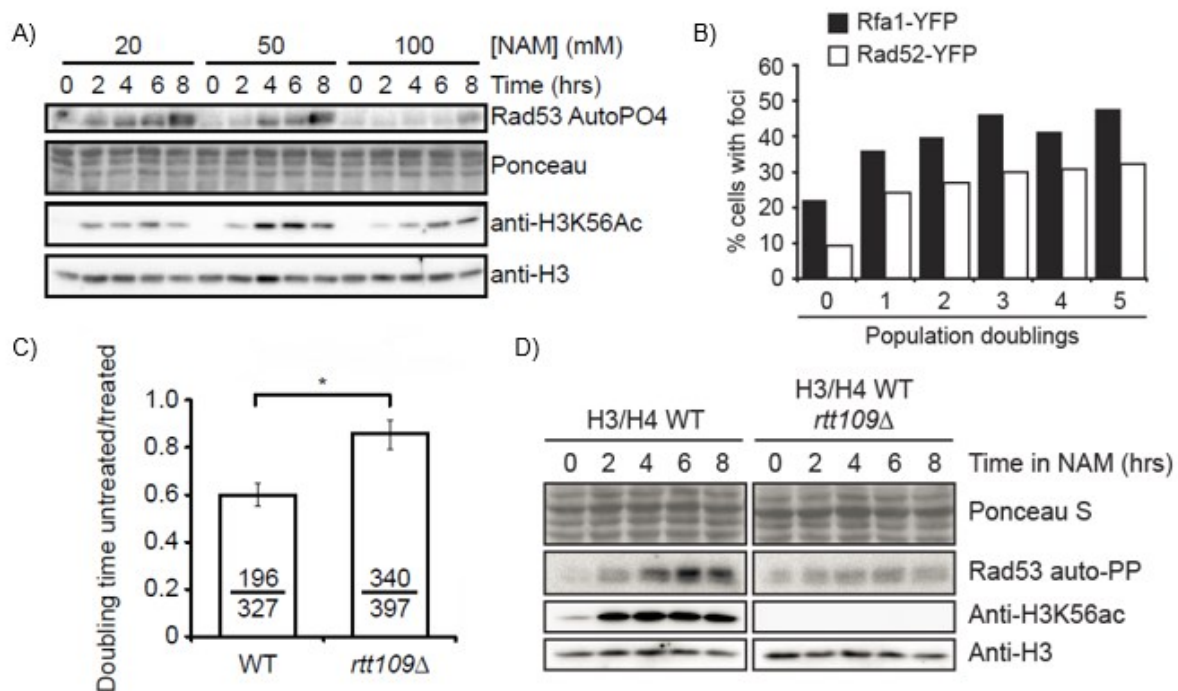 A)
20 50 100 [NAM] (mM)
0 2 4 6 8 0 2 4 6 8 0 2 4 6 8 Time (hrs)
Rad53 AutoPO4
Ponceau
anti-H3K56Ac
anti-H3
B)
Rfa1-YFP
Rad52-YFP
% cells with foci
60
50
40
30
20
10
0
0 1 2 3 4 5
Population doublings
C)
Doubling time untreated/treated
1.0
0.8
0.6
0.4
0.2
0
*
196
327
340
397
WT rtt109Δ
D)
H3/H4 WT
H3/H4 WT
rtt109Δ
0 2 4 6 8 0 2 4 6 8 Time in NAM (hrs)
Ponceau S
Rad53 auto-PP
Anti-H3K56ac
Anti-H3